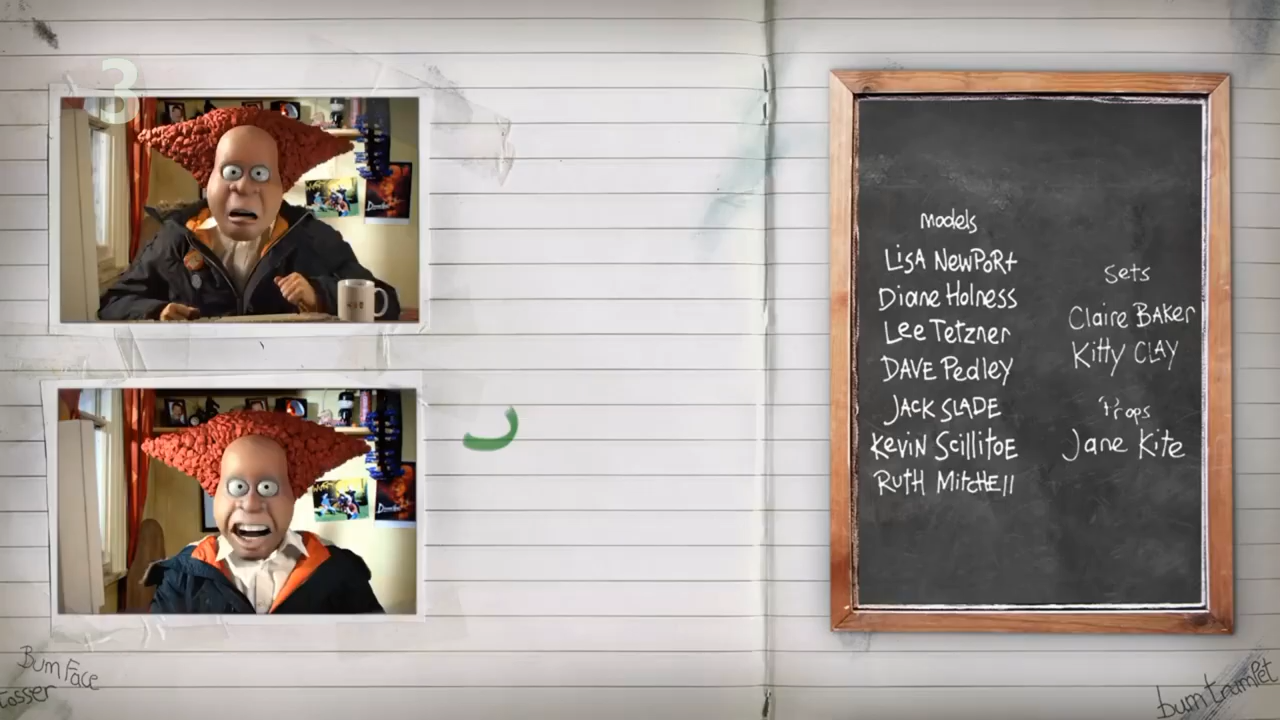 3
models
LiSA NewPoRt
Diane Holness
Lee Tetzner
DAVE Pedley
JACK SLADE
Kevin ScillitoE
RUtH MitcHEll
Sets
Claire BAKer
Kitty CLAY
Props
Jane Kite
Bum Face
tosser
bum trumpet